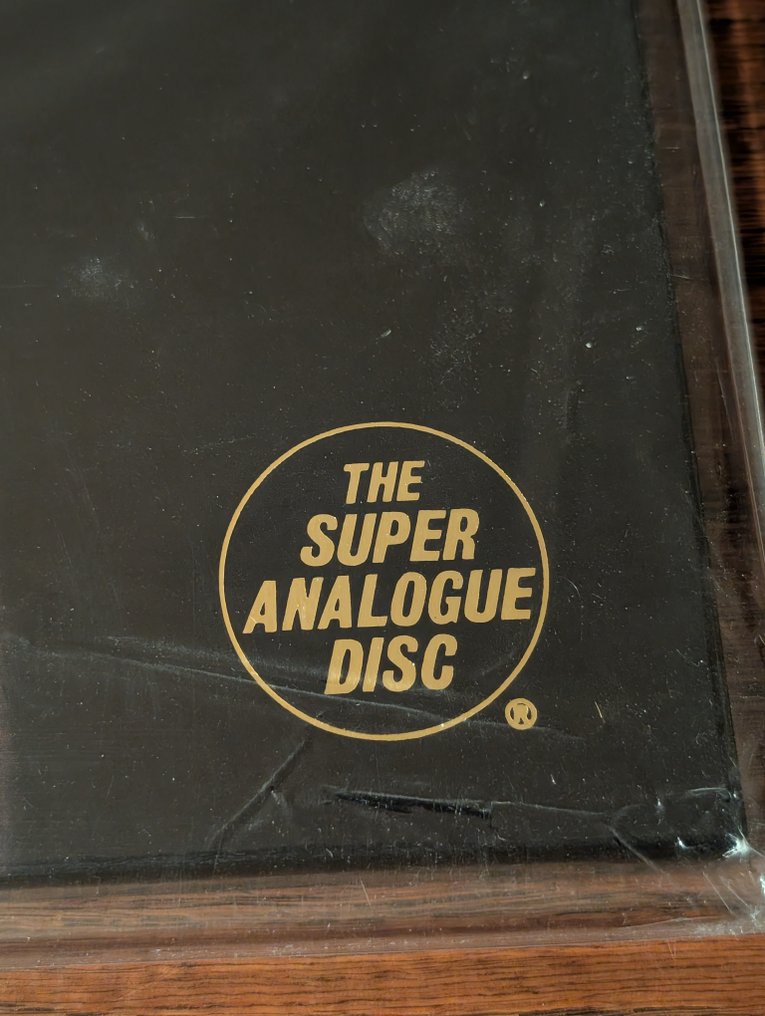 THE
SUPER
ANALOGUE
DISC
®